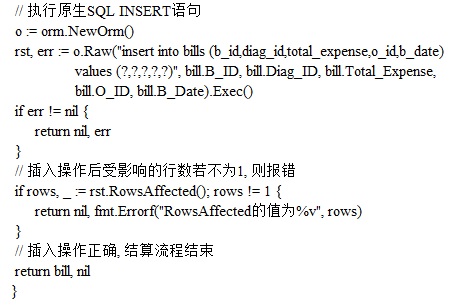 // 执行原生SQL INSERT语句
o := orm.NewOrm()
rst, err := o.Raw("insert into bills (b_id,diag_id,total_expense,o_id,b_date)
values (?,?,?,?,?)", bill.B_ID, bill.Diag_ID, bill.Total_Expense,
bill.O_ID, bill.B_Date).Exec()
if err != nil {
return nil, err
}
// 插入操作后受影响的行数若不为1, 则报错
if rows, _ := rst.RowsAffected(); rows != 1 {
return nil, fmt.Errorf("RowsAffected的值为%v", rows)
}
// 插入操作正确, 结算流程结束
return bill, nil
}